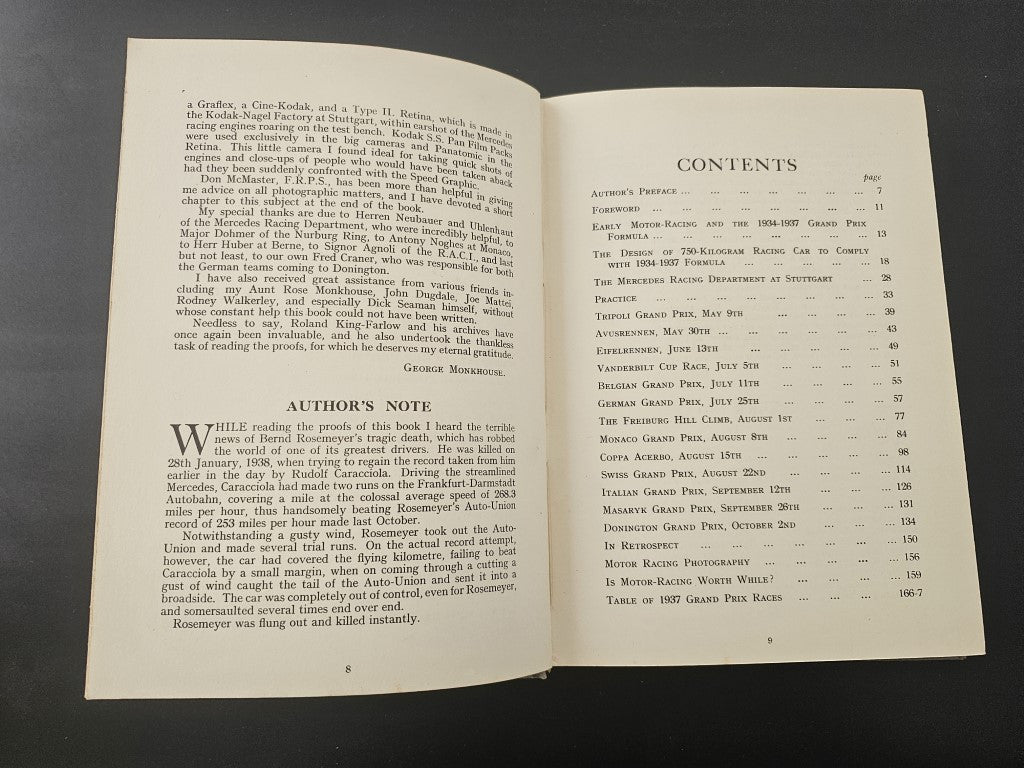 a Graflex, a Cine-Kodak, and a Type II. Retina, which is made in
the Kodak-Nagel Factory at Stuttgart, within earshot of the Mercedes
racing engines roaring on the test bench. Kodak S.S. Pan Film Packs
were used exclusively in the big cameras and Panatomic in the
Retina. This little camera I found ideal for taking quick shots of
engines and close-ups of people who would have been taken aback
had they been suddenly confronted with the Speed Graphic.
Don McMaster, F.R.P.S., has been more than helpful in giving
me advice on all photographic matters, and I have devoted a short
chapter to this subject at the end of the book.
My special thanks are due to Herren Neubauer and Uhlenhaut
of the Mercedes Racing Department, who were incredibly helpful, to
Major Dohmer of the Nurburg Ring, to Antony Noghes at Monaco,
to Herr Huber at Berne, to Signor Agnoli of the R.A.C.I., and last
but not least, to our own Fred Craner, who was responsible for both
the German teams coming to Donington.
I have also received great assistance from various friends in-
cluding my Aunt Rose Monkhouse, John Dugdale, Joe Mattei,
Rodney Walkerley, and especially Dick Seaman himself, without
whose constant help this book could not have been written.
Needless to say, Roland King-Farlow and his archives have
once again been invaluable, and he also undertook the thankless
task of reading the proofs, for which he deserves my eternal gratitude.
George Monkhouse.
AUTHOR'S NOTE
WHILE reading the proofs of this book I heard the terrible
news of Bernd Rosemeyer's tragic death, which has robbed
the world of one of its greatest drivers. He was killed on
28th January, 1938, when trying to regain the record taken from him
earlier in the day by Rudolf Caracciola. Driving the streamlined
Mercedes, Caracciola had made two runs on the Frankfurt-Darmstadt
Autobahn, covering a mile at the colossal average speed of 268.3
miles per hour, thus handsomely beating Rosemeyer's Auto-Union
record of 253 miles per hour made last October.
Notwithstanding a gusty wind, Rosemeyer took out the Auto-
Union and made several trial runs. On the actual record attempt,
however, the car had covered the flying kilometre, failing to beat
Caracciola by a small margin, when on coming through a cutting a
gust of wind caught the tail of the Auto-Union and sent it into a
broadside. The car was completely out of control, even for Rosemeyer,
and somersaulted several times end over end.
Rosemeyer was flung out and killed instantly.
8
CONTENTS
page
Author's Preface ... ... ... ... ... ... ... 7
Foreword ... ... ... ... ... ... ... ... 11
Early Motor-Racing and the 1934-1937 Grand Prix
Formula ... ... ... ... ... ... ... ... 13
The Design of 750-Kilogram Racing Car to Comply
with 1934-1937 Formula ... ... ... ... ... 18
The Mercedes Racing Department at Stuttgart ... 28
Practice ... ... ... ... ... ... ... ... 33
Tripoli Grand Prix, May 9th ... ... ... ... 39
Avusrennen, May 30th ... ... ... ... ... ... 43
Eifelrennen, June 13th ... ... ... ... ... 49
Vanderbilt Cup Race, July 5th ... ... ... ... 51
Belgian Grand Prix, July 11th ... ... ... ... 55
German Grand Prix, July 25th ... ... ... ... 57
The Freiburg Hill Climb, August 1st ... ... ... 77
Monaco Grand Prix, August 8th ... ... ... ... 84
Coppa Acerbo, August 15th ... ... ... ... ... 98
Swiss Grand Prix, August 22nd ... ... ... ... 114
Italian Grand Prix, September 12th ... ... ... 126
Masaryk Grand Prix, September 26th ... ... ... 131
Donington Grand Prix, October 2nd ... ... ... 134
In Retrospect ... ... ... ... ... ... ... 150
Motor Racing Photography ... ... ... ... ... 156
Is Motor-Racing Worth While? ... ... ... ... 159
Table of 1937 Grand Prix Races ... ... ... 166-7
9